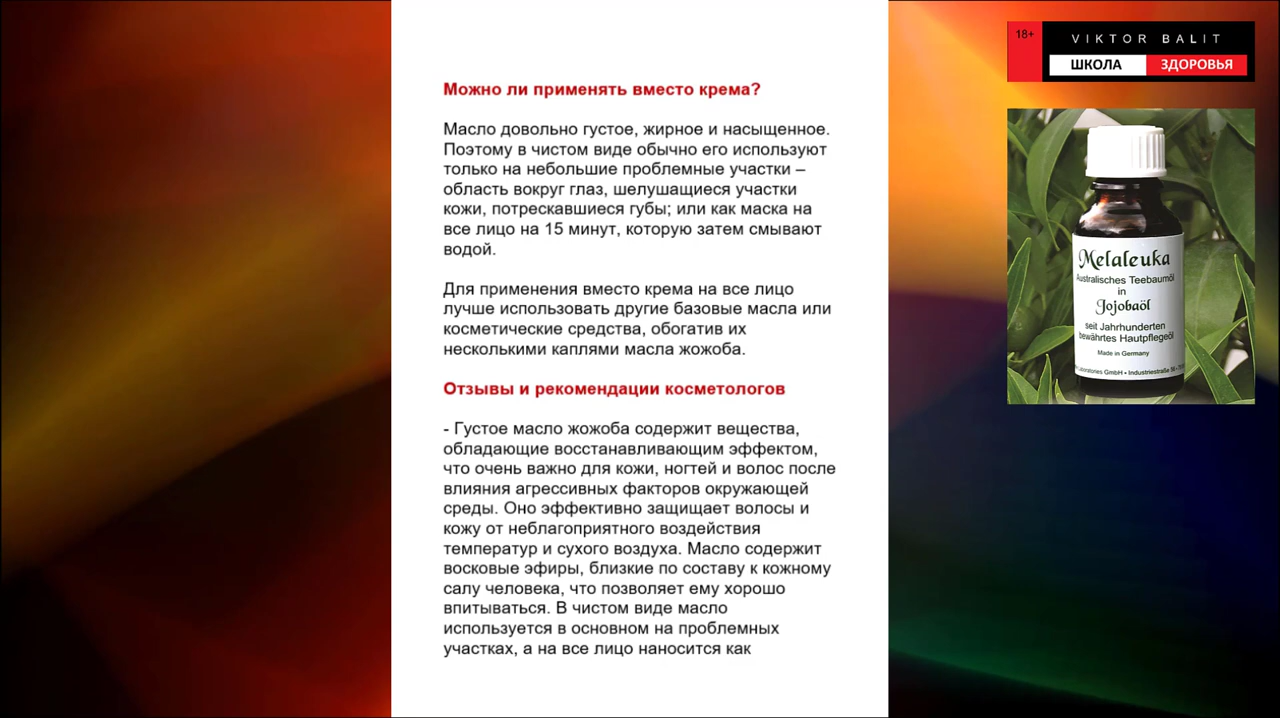 Можно ли применять вместо крема?
Масло довольно густое, жирное и насыщенное.
Поэтому в чистом виде обычно его используют
только на небольшие проблемные участки –
область вокруг глаз, шелушащиеся участки
кожи, потрескавшиеся губы; или как маска на
все лицо на 15 минут, которую затем смывают
водой.
Для применения вместо крема на все лицо
лучше использовать другие базовые масла или
косметические средства, обогатив их
несколькими каплями масла жожоба.
Отзывы и рекомендации косметологов
- Густое масло жожоба содержит вещества,
обладающие восстанавливающим эффектом,
что очень важно для кожи, ногтей и волос после
влияния агрессивных факторов окружающей
среды. Оно эффективно защищает волосы и
кожу от неблагоприятного воздействия
температур и сухого воздуха. Масло содержит
восковые эфиры, близкие по составу к кожному
салу человека, что позволяет ему хорошо
впитываться. В чистом виде масло
используется в основном на проблемных
участках, а на все лицо наносится как
18+
VIKTOR BALIT
ШКОЛА ЗДОРОВЬЯ
Melaleuka
Australisches Teebaumöl
in
Jojobaöl
seit Jahrhunderten
bewährtes Hautpflegeöl
Made in Germany
Laboratories GmbH • Industriestraße